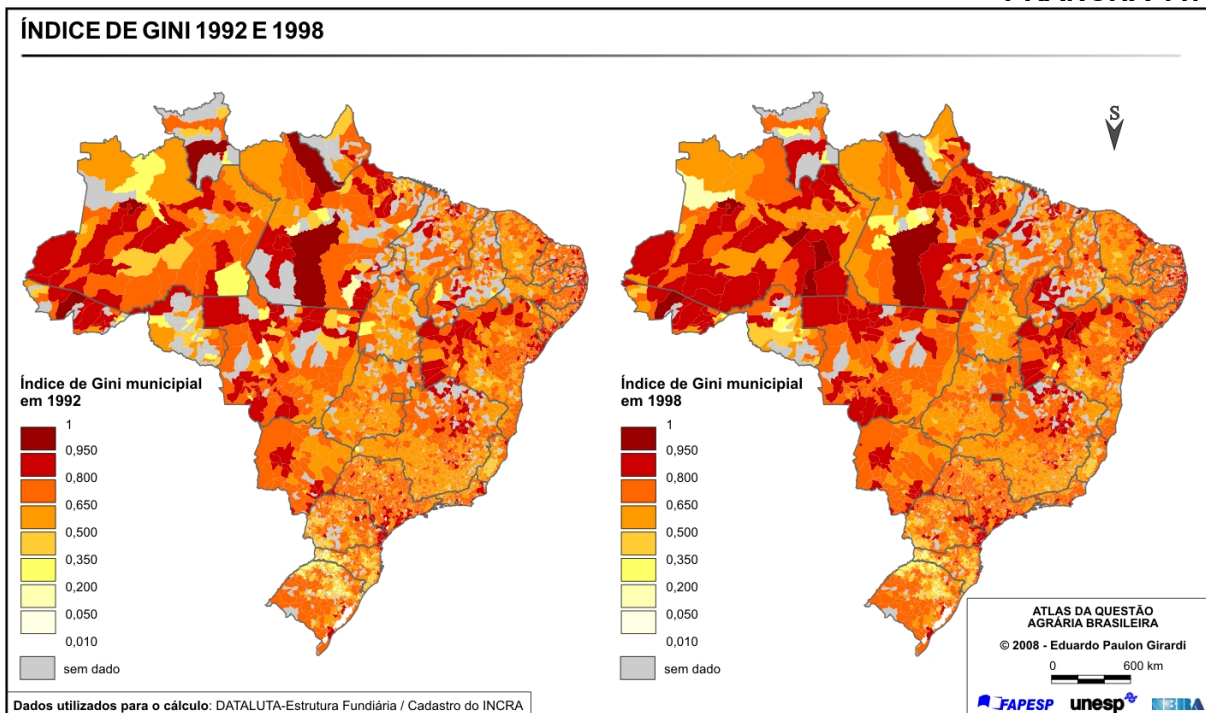 ÍNDICE DE GINI 1992 E 1998
S
Índice de Gini municipal
em 1992
1
0,950
0,800
0,650
0,500
0,350
0,200
0,050
0,010
sem dado
Índice de Gini municipal
em 1998
1
0,950
0,800
0,650
0,500
0,350
0,200
0,050
0,010
sem dado
ATLAS DA QUESTÃO
AGRÁRIA BRASILEIRA
© 2008 - Eduardo Paulon Girardi
0 600 km
FAPESP unesp NERA
Dados utilizados para o cálculo: DATALUTA-Estrutura Fundiária / Cadastro do INCRA